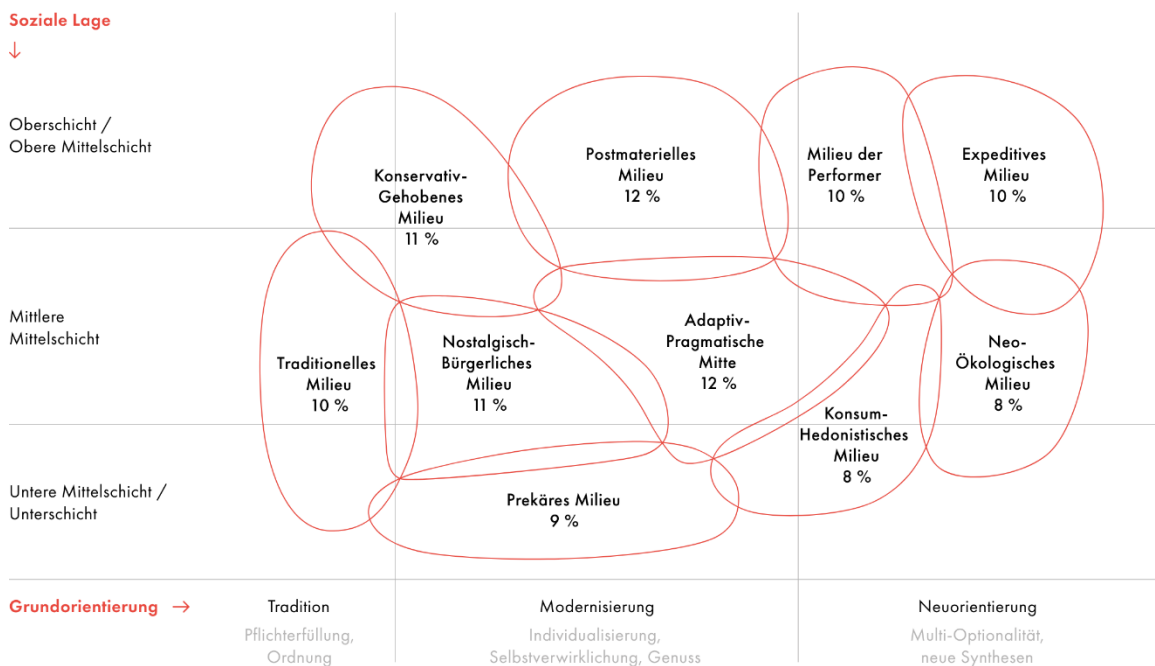 Soziale Lage
↓
Oberschicht /
Obere Mittelschicht
Konservativ-
Gehobenes
Milieu
11 %
Postmaterielles
Milieu
12 %
Milieu der
Performer
10 %
Expeditives
Milieu
10 %
Mittlere
Mittelschicht
Traditionelles
Milieu
10 %
Nostalgisch-
Bürgerliches
Milieu
11 %
Adaptiv-
Pragmatische
Mitte
12 %
Neo-
Ökologisches
Milieu
8 %
Konsum-
Hedonistisches
Milieu
8 %
Untere Mittelschicht /
Unterschicht
Prekäres Milieu
9 %
Grundorientierung →
Tradition
Pflichterfüllung,
Ordnung
Modernisierung
Individualisierung,
Selbstverwirklichung, Genuss
Neuorientierung
Multi-Optionalität,
neue Synthesen